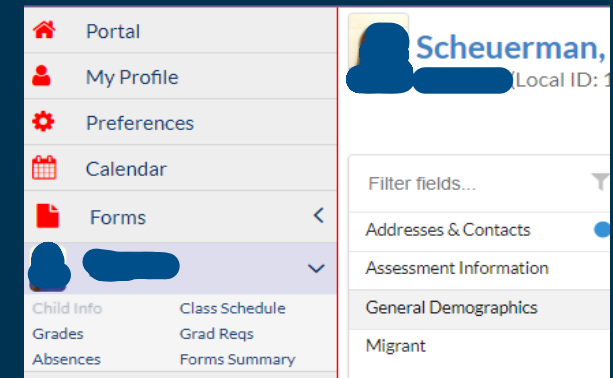 Portal
My Profile
Preferences
Calendar
Forms
Child Info Class Schedule
Grades Grad Reqs
Absences Forms Summary
Scheuerman,
(Local ID: 1
Filter fields...
Addresses & Contacts
Assessment Information
General Demographics
Migrant